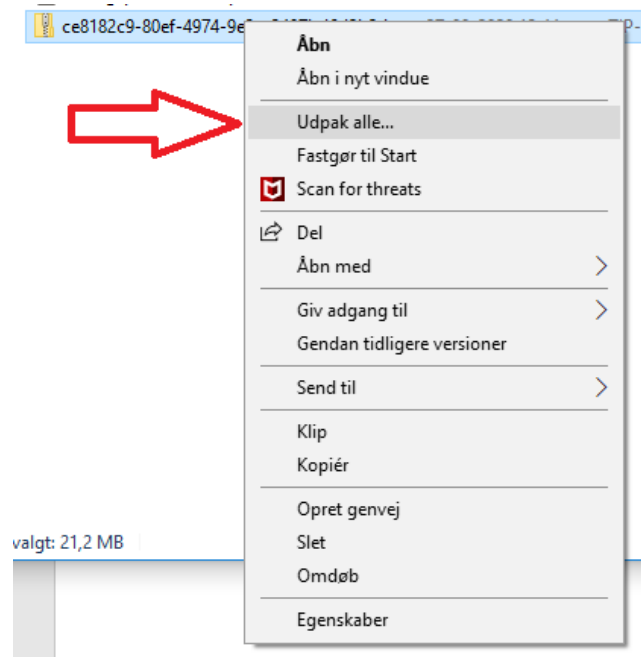 ce8182c9-80ef-4974-9e
Åbn
Åbn i nyt vindue
Udpak alle...
Fastgør til Start
Scan for threats
Del
Åbn med
Giv adgang til
Gendan tidligere versioner
Send til
Klip
Kopiér
Opret genvej
valgt: 21,2 MB
Slet
Omdøb
Egenskaber